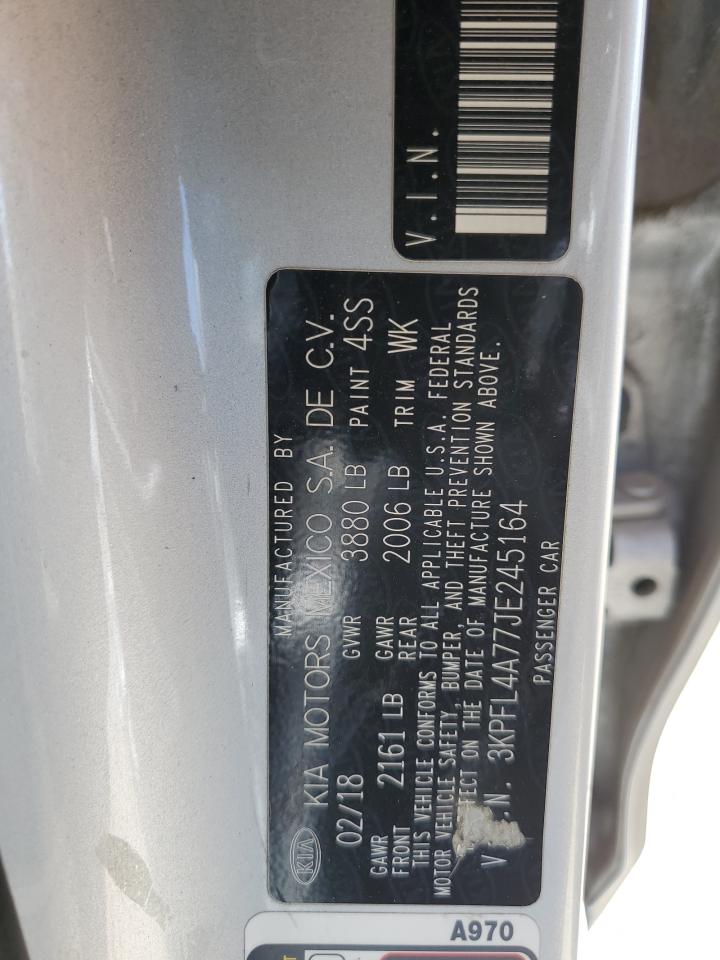 V.I.N.
MANUFACTURED BY
KIA KIA MOTORS MEXICO S.A. DE C.V.
02/18 GVWR 3880 LB PAINT 4SS
GAWR FRONT 2161 LB GAWR REAR 2006 LB TRIM WK
THIS VEHICLE CONFORMS TO ALL APPLICABLE U.S.A. FEDERAL
MOTOR VEHICLE SAFETY, BUMPER, AND THEFT PREVENTION STANDARDS
ECT ON THE DATE OF MANUFACTURE SHOWN ABOVE.
V .N. 3KPFL4A77JE245164
PASSENGER CAR
A970